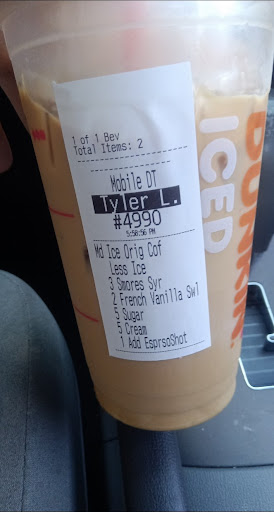 1 of 1 Bev
Total Items: 2
Mobile DT
Tyler L.
#4990
5:50:56 PM
Md Ice Orig Cof
Less Ice
3 Smores Syr
2 French Vanilla Swl
5 Sugar
5 Cream
1 Add EsprsoShot
DUNKIN'
ICED